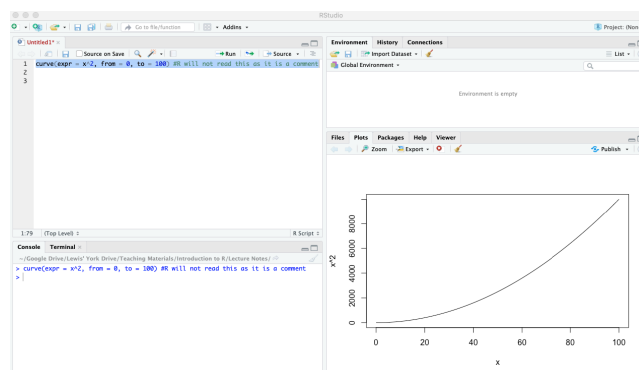 RStudio
Go to file/function
Addins
Project: (Non
Untitled1*
Source on Save
Run
Source
1 curve(expr = x^2, from = 0, to = 100) #R will not read this as it is a comment
2
3
1:79 (Top Level) R Script
Console Terminal
~/Google Drive/Lewis' York Drive/Teaching Materials/Introduction to R/Lecture Notes/
> curve(expr = x^2, from = 0, to = 100) #R will not read this as it is a comment
>
Environment History Connections
Import Dataset
List
Global Environment
Environment is empty
Files Plots Packages Help Viewer
Zoom Export
Publish
x^2
8000
6000
4000
2000
0
0 20 40 60 80 100
x